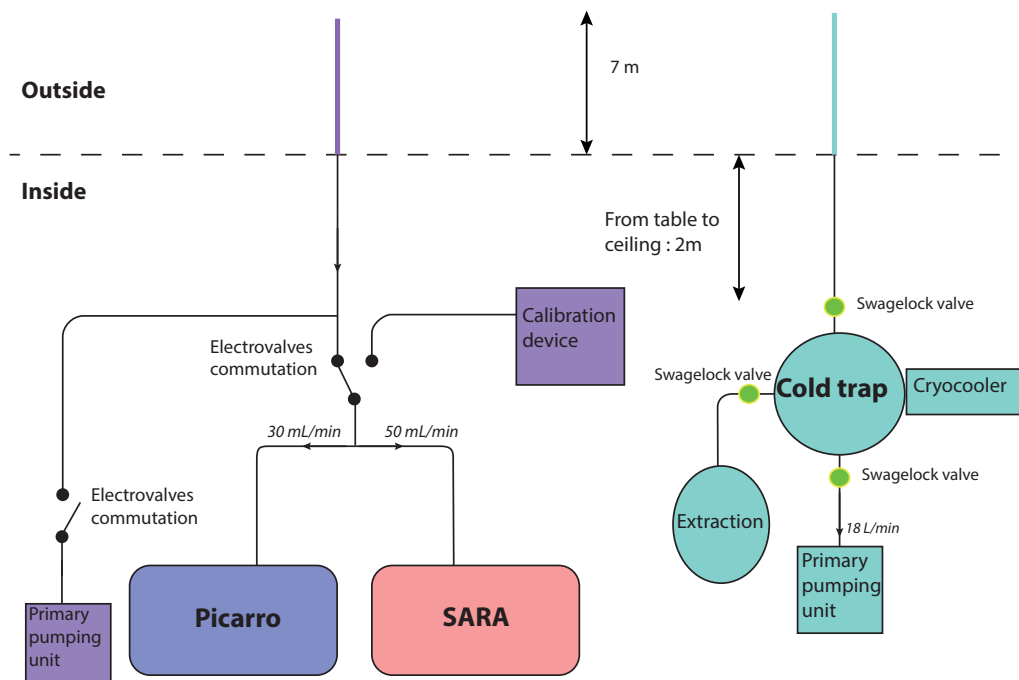 7 m
Outside
Inside
From table to
ceiling : 2m
Swagelock valve
Calibration
device
Electrovalves
commutation
Swagelock valve
Cold trap
Cryocooler
30 mL/min
50 mL/min
Swagelock valve
Electrovalves
commutation
Extraction
18 L/min
Primary
pumping
unit
Picarro
SARA
Primary
pumping
unit